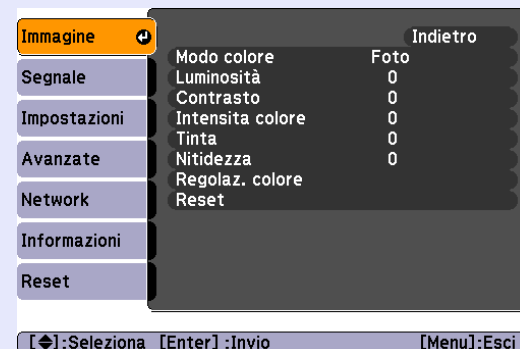 Immagine
Segnale
Impostazioni
Avanzate
Network
Informazioni
Reset
Indietro
Modo colore Foto
Luminosità 0
Contrasto 0
Intensita colore 0
Tinta 0
Nitidezza 0
Regolaz. colore
Reset
[◆]:Seleziona [Enter] :Invio [Menu]:Esci